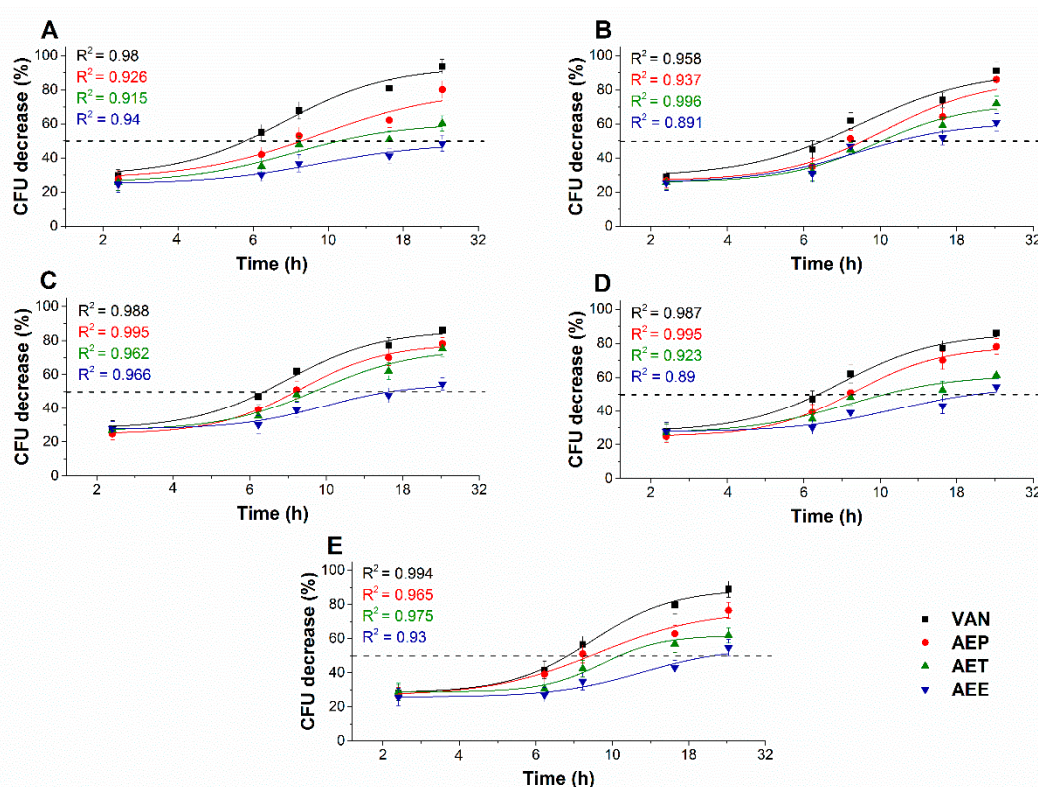 A
R² = 0.98
R² = 0.926
R² = 0.915
R² = 0.94
CFU decrease (%)
100
80
60
40
20
0
2 4 6 10 18 32
Time (h)
B
R² = 0.958
R² = 0.937
R² = 0.996
R² = 0.891
CFU decrease (%)
100
80
60
40
20
0
2 4 6 10 18 32
Time (h)
C
R² = 0.988
R² = 0.995
R² = 0.962
R² = 0.966
CFU decrease (%)
100
80
60
40
20
0
2 4 6 10 18 32
Time (h)
D
R² = 0.987
R² = 0.995
R² = 0.923
R² = 0.89
CFU decrease (%)
100
80
60
40
20
0
2 4 6 10 18 32
Time (h)
E
R² = 0.994
R² = 0.965
R² = 0.975
R² = 0.93
CFU decrease (%)
100
80
60
40
20
0
2 4 6 10 18 32
Time (h)
VAN
AEP
AET
AEE